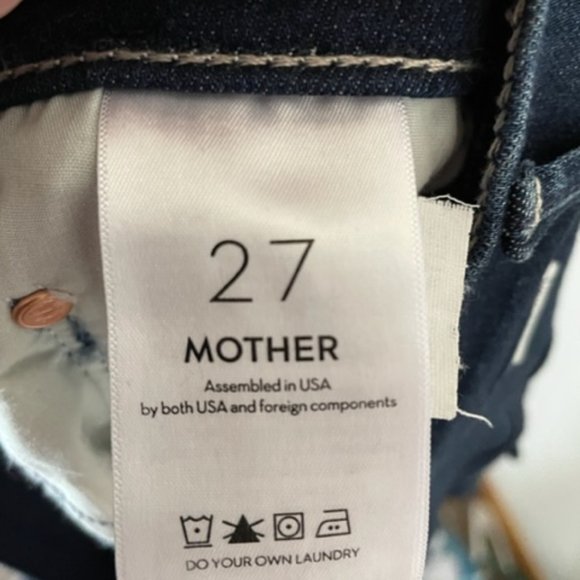 27
MOTHER
Assembled in USA
by both USA and foreign components
DO YOUR OWN LAUNDRY